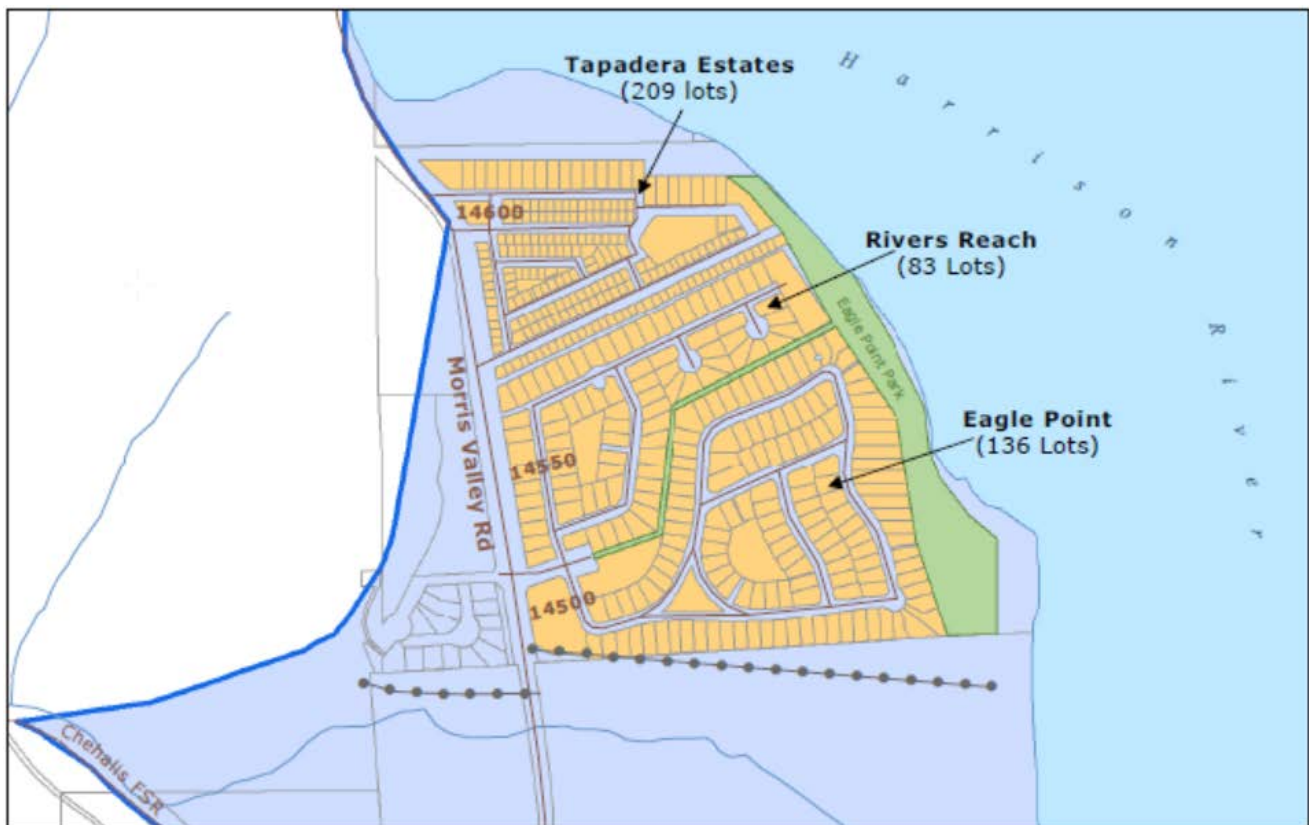 Tapadera Estates
(209 lots)
Harrison River
14600
Rivers Reach
(83 Lots)
Eagle Point Park
Morris Valley Rd
Eagle Point
(136 Lots)
14550
14500
Chehalis FSR